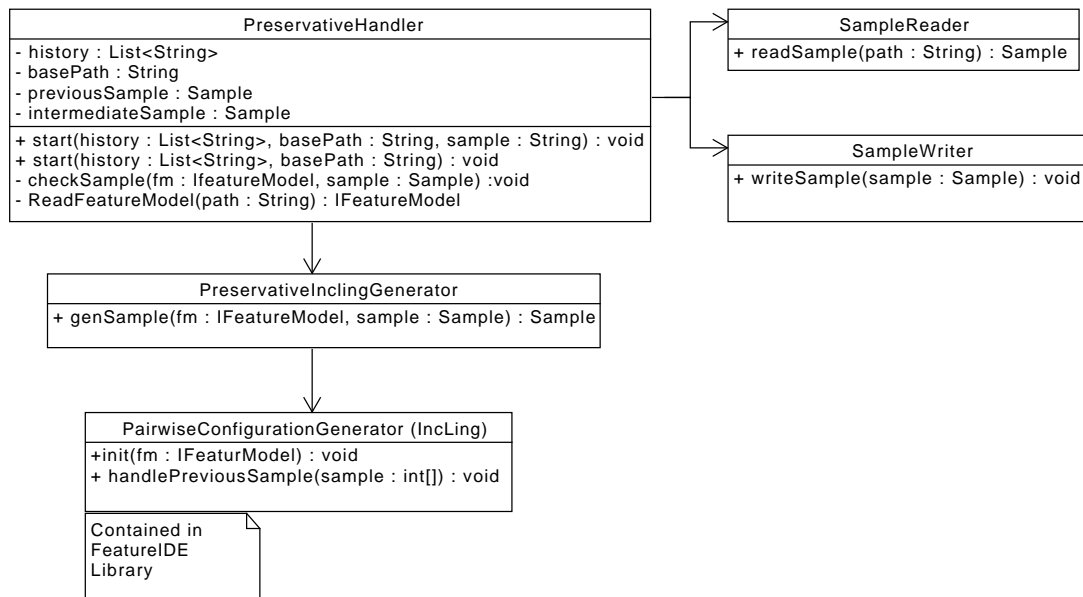 PreservativeHandler
- history : List<String>
- basePath : String
- previousSample : Sample
- intermediateSample : Sample
+ start(history : List<String>, basePath : String, sample : String) : void
+ start(history : List<String>, basePath : String) : void
- checkSample(fm : IfeatureModel, sample : Sample) :void
- ReadFeatureModel(path : String) : IFeatureModel
SampleReader
+ readSample(path : String) : Sample
SampleWriter
+ writeSample(sample : Sample) : void
PreservativeInclingGenerator
+ genSample(fm : IFeatureModel, sample : Sample) : Sample
PairwiseConfigurationGenerator (IncLing)
+init(fm : IFeaturModel) : void
+ handlePreviousSample(sample : int[]) : void
Contained in
FeatureIDE
Library